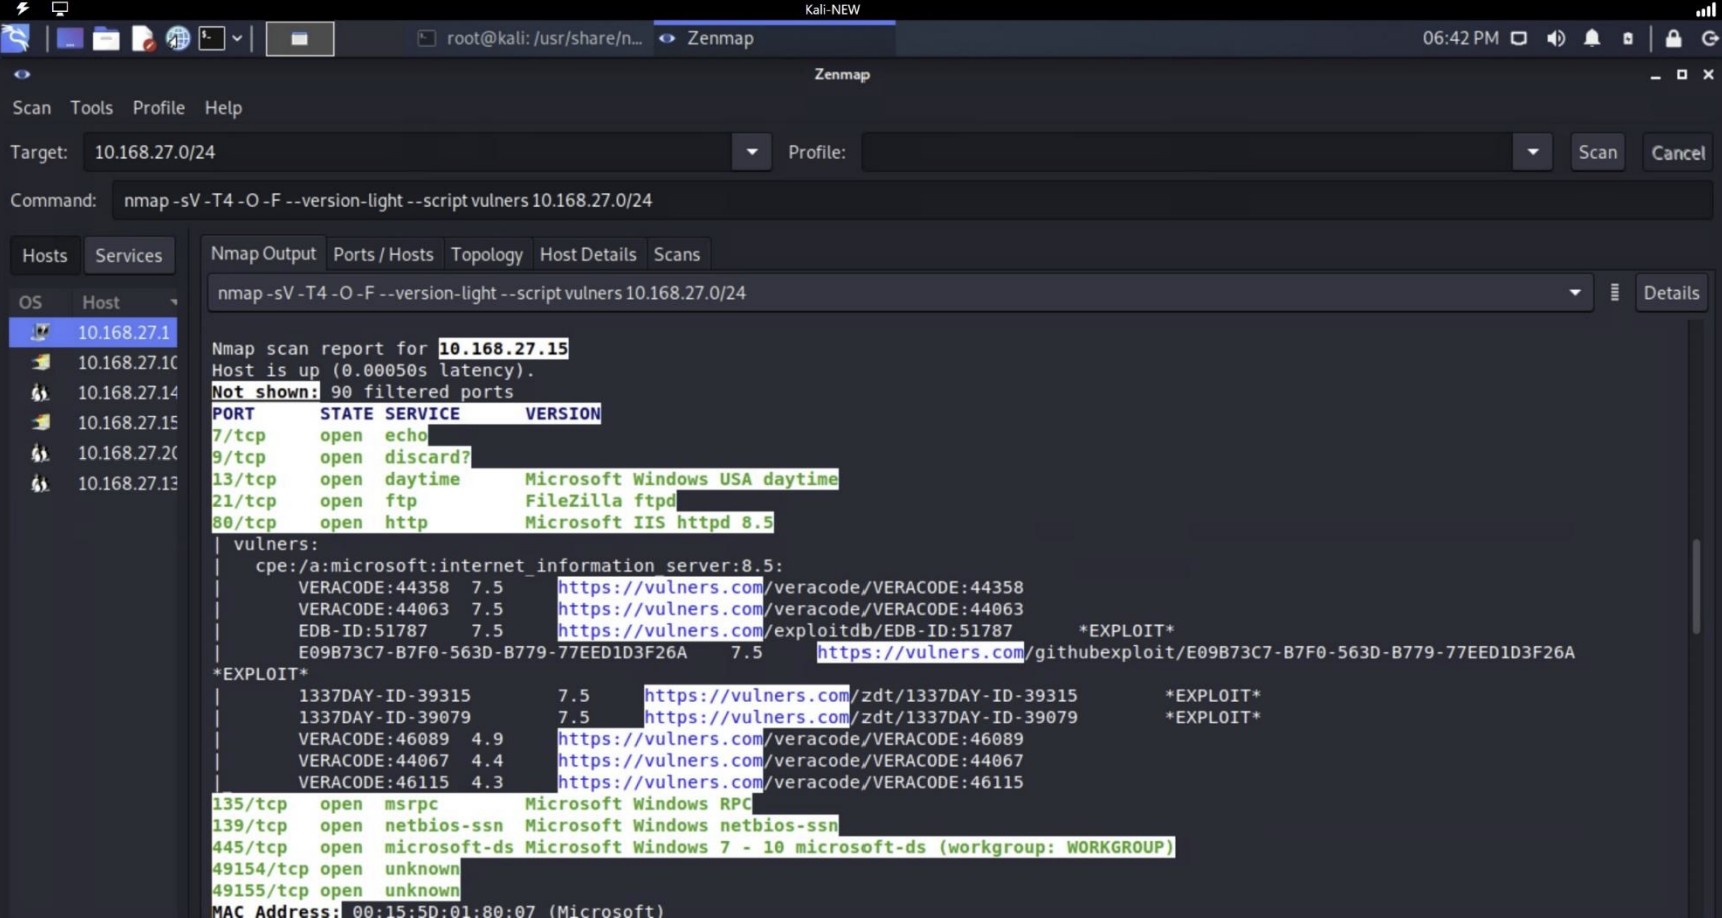 Kali-NEW
root@kali: /usr/share/n...
Zenmap
06:42 PM
Zenmap
Scan Tools Profile Help
Target: 10.168.27.0/24 Profile: Scan Cancel
Command: nmap -sV -T4 -O -F --version-light --script vulners 10.168.27.0/24
Hosts Services
Nmap Output Ports / Hosts Topology Host Details Scans
nmap -sV -T4 -O -F --version-light --script vulners 10.168.27.0/24 Details
OS Host
10.168.27.1
10.168.27.10
10.168.27.14
10.168.27.15
10.168.27.20
10.168.27.13
Nmap scan report for 10.168.27.15
Host is up (0.00050s latency).
Not shown: 90 filtered ports
PORT STATE SERVICE VERSION
7/tcp open echo
9/tcp open discard?
13/tcp open daytime Microsoft Windows USA daytime
21/tcp open ftp FileZilla ftpd
80/tcp open http Microsoft IIS httpd 8.5
| vulners:
| cpe:/a:microsoft:internet_information_server:8.5:
| VERACODE:44358 7.5 https://vulners.com/veracode/VERACODE:44358
| VERACODE:44063 7.5 https://vulners.com/veracode/VERACODE:44063
| EDB-ID:51787 7.5 https://vulners.com/exploitdb/EDB-ID:51787 *EXPLOIT*
| E09B73C7-B7F0-563D-B779-77EED1D3F26A 7.5 https://vulners.com/githubexploit/E09B73C7-B7F0-563D-B779-77EED1D3F26A
*EXPLOIT*
| 1337DAY-ID-39315 7.5 https://vulners.com/zdt/1337DAY-ID-39315 *EXPLOIT*
| 1337DAY-ID-39079 7.5 https://vulners.com/zdt/1337DAY-ID-39079 *EXPLOIT*
| VERACODE:46089 4.9 https://vulners.com/veracode/VERACODE:46089
| VERACODE:44067 4.4 https://vulners.com/veracode/VERACODE:44067
|_ VERACODE:46115 4.3 https://vulners.com/veracode/VERACODE:46115
135/tcp open msrpc Microsoft Windows RPC
139/tcp open netbios-ssn Microsoft Windows netbios-ssn
445/tcp open microsoft-ds Microsoft Windows 7 - 10 microsoft-ds (workgroup: WORKGROUP)
49154/tcp open unknown
49155/tcp open unknown
MAC Address: 00:15:5D:01:80:07 (Microsoft)